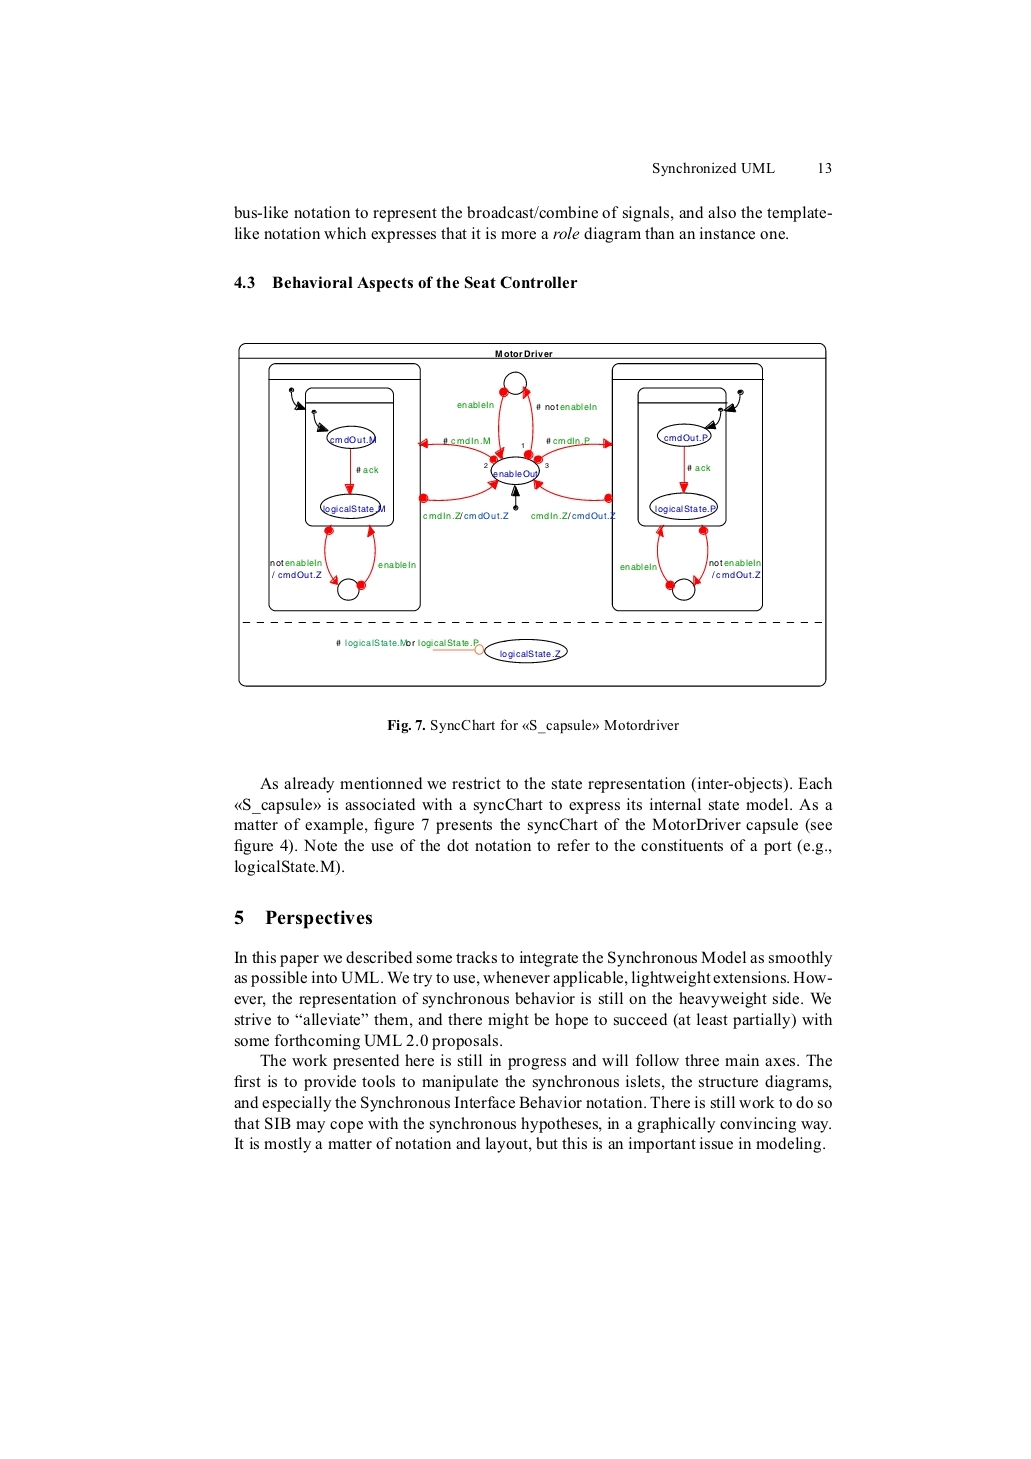 Synchronized UML 13
bus-like notation to represent the broadcast/combine of signals, and also the template-
like notation which expresses that it is more a role diagram than an instance one.
4.3 Behavioral Aspects of the Seat Controller
MotorDriver
enableIn
# not enableIn
cmdOut.M
# cmdIn.M
1
# cmdIn.P
cmdOut.P
# ack
2
enableOut
3
# ack
logicalState.M
cmdIn.Z/cmdOut.Z
cmdIn.Z/cmdOut.Z
logicalState.P
not enableIn
/ cmdOut.Z
enableIn
enableIn
not enableIn
/cmdOut.Z
# logicalState.M or logicalState.P
logicalState.Z
Fig. 7. SyncChart for «S_capsule» Motordriver
As already mentionned we restrict to the state representation (inter-objects). Each
«S_capsule» is associated with a syncChart to express its internal state model. As a
matter of example, figure 7 presents the syncChart of the MotorDriver capsule (see
figure 4). Note the use of the dot notation to refer to the constituents of a port (e.g.,
logicalState.M).
5 Perspectives
In this paper we described some tracks to integrate the Synchronous Model as smoothly
as possible into UML. We try to use, whenever applicable, lightweight extensions. How-
ever, the representation of synchronous behavior is still on the heavyweight side. We
strive to “alleviate” them, and there might be hope to succeed (at least partially) with
some forthcoming UML 2.0 proposals.
The work presented here is still in progress and will follow three main axes. The
first is to provide tools to manipulate the synchronous islets, the structure diagrams,
and especially the Synchronous Interface Behavior notation. There is still work to do so
that SIB may cope with the synchronous hypotheses, in a graphically convincing way.
It is mostly a matter of notation and layout, but this is an important issue in modeling.